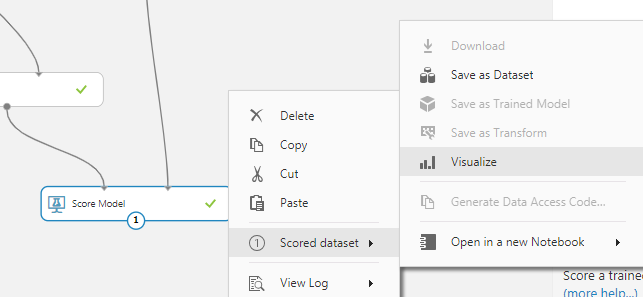 Score Model
1
Delete
Copy
Cut
Paste
1 Scored dataset
View Log
Download
Save as Dataset
Save as Trained Model
Save as Transform
Visualize
Generate Data Access Code...
Open in a new Notebook
Score a traine
(more help...)